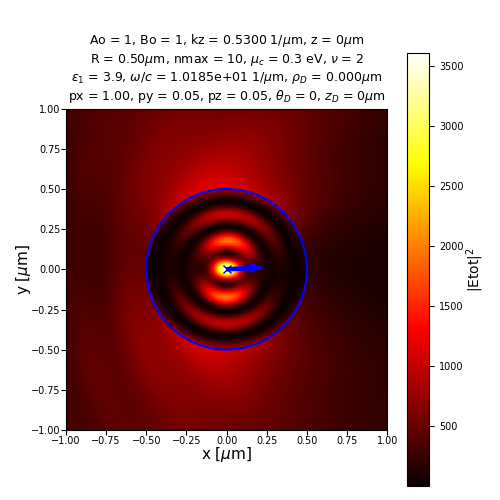 Ao = 1, Bo = 1, kz = 0.5300 1/μm, z = 0μm
R = 0.50μm, nmax = 10, μc = 0.3 eV, ν = 2
ε1 = 3.9, ω/c = 1.0185e+01 1/μm, ρD = 0.000μm
px = 1.00, py = 0.05, pz = 0.05, θD = 0, zD = 0μm
1.00
0.75
0.50
0.25
0.00
−0.25
−0.50
−0.75
−1.00
y [μm]
−1.00 −0.75 −0.50 −0.25 0.00 0.25 0.50 0.75 1.00
x [μm]
3500
3000
2500
2000
1500
1000
500
|Etot|²